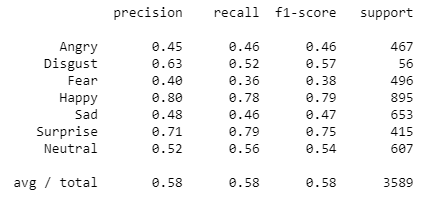 precision recall f1-score support
Angry 0.45 0.46 0.46 467
Disgust 0.63 0.52 0.57 56
Fear 0.40 0.36 0.38 496
Happy 0.80 0.78 0.79 895
Sad 0.48 0.46 0.47 653
Surprise 0.71 0.79 0.75 415
Neutral 0.52 0.56 0.54 607
avg / total 0.58 0.58 0.58 3589